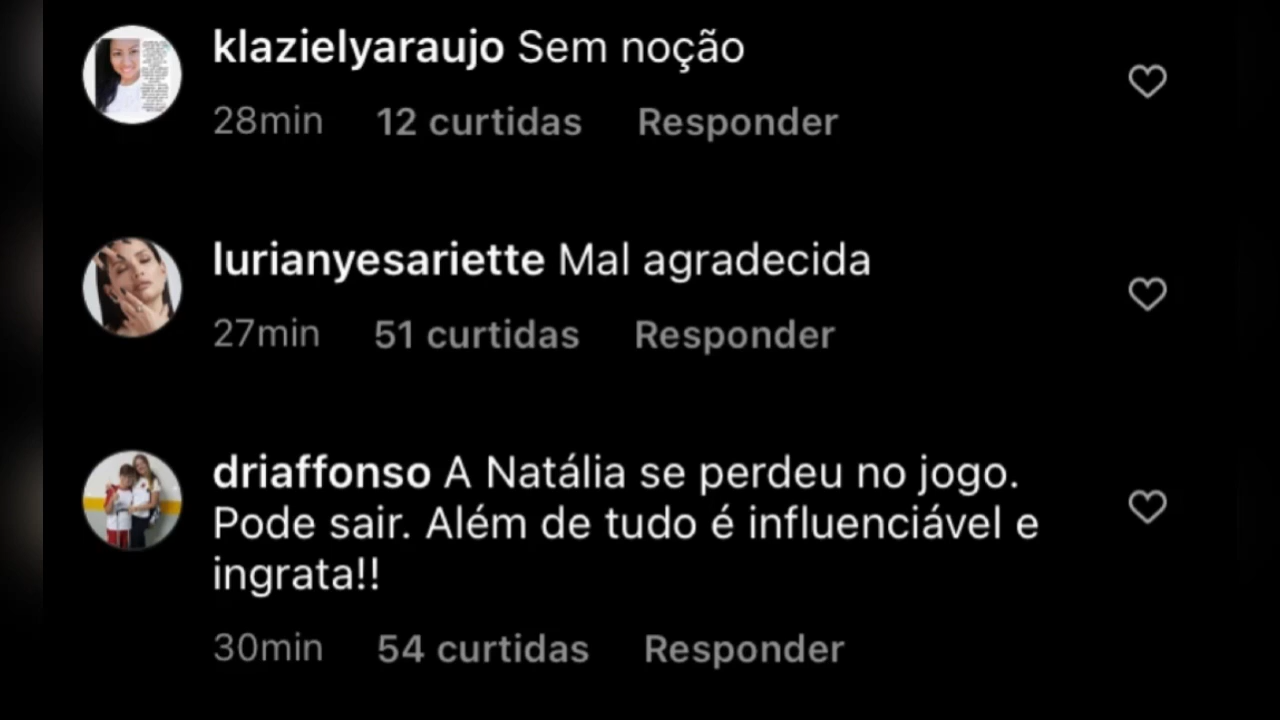 klazielyaraujo Sem noção
28min 12 curtidas Responder
lurianyesariette Mal agradecida
27min 51 curtidas Responder
driaffonso A Natália se perdeu no jogo.
Pode sair. Além de tudo é influenciável e
ingrata!!
30min 54 curtidas Responder